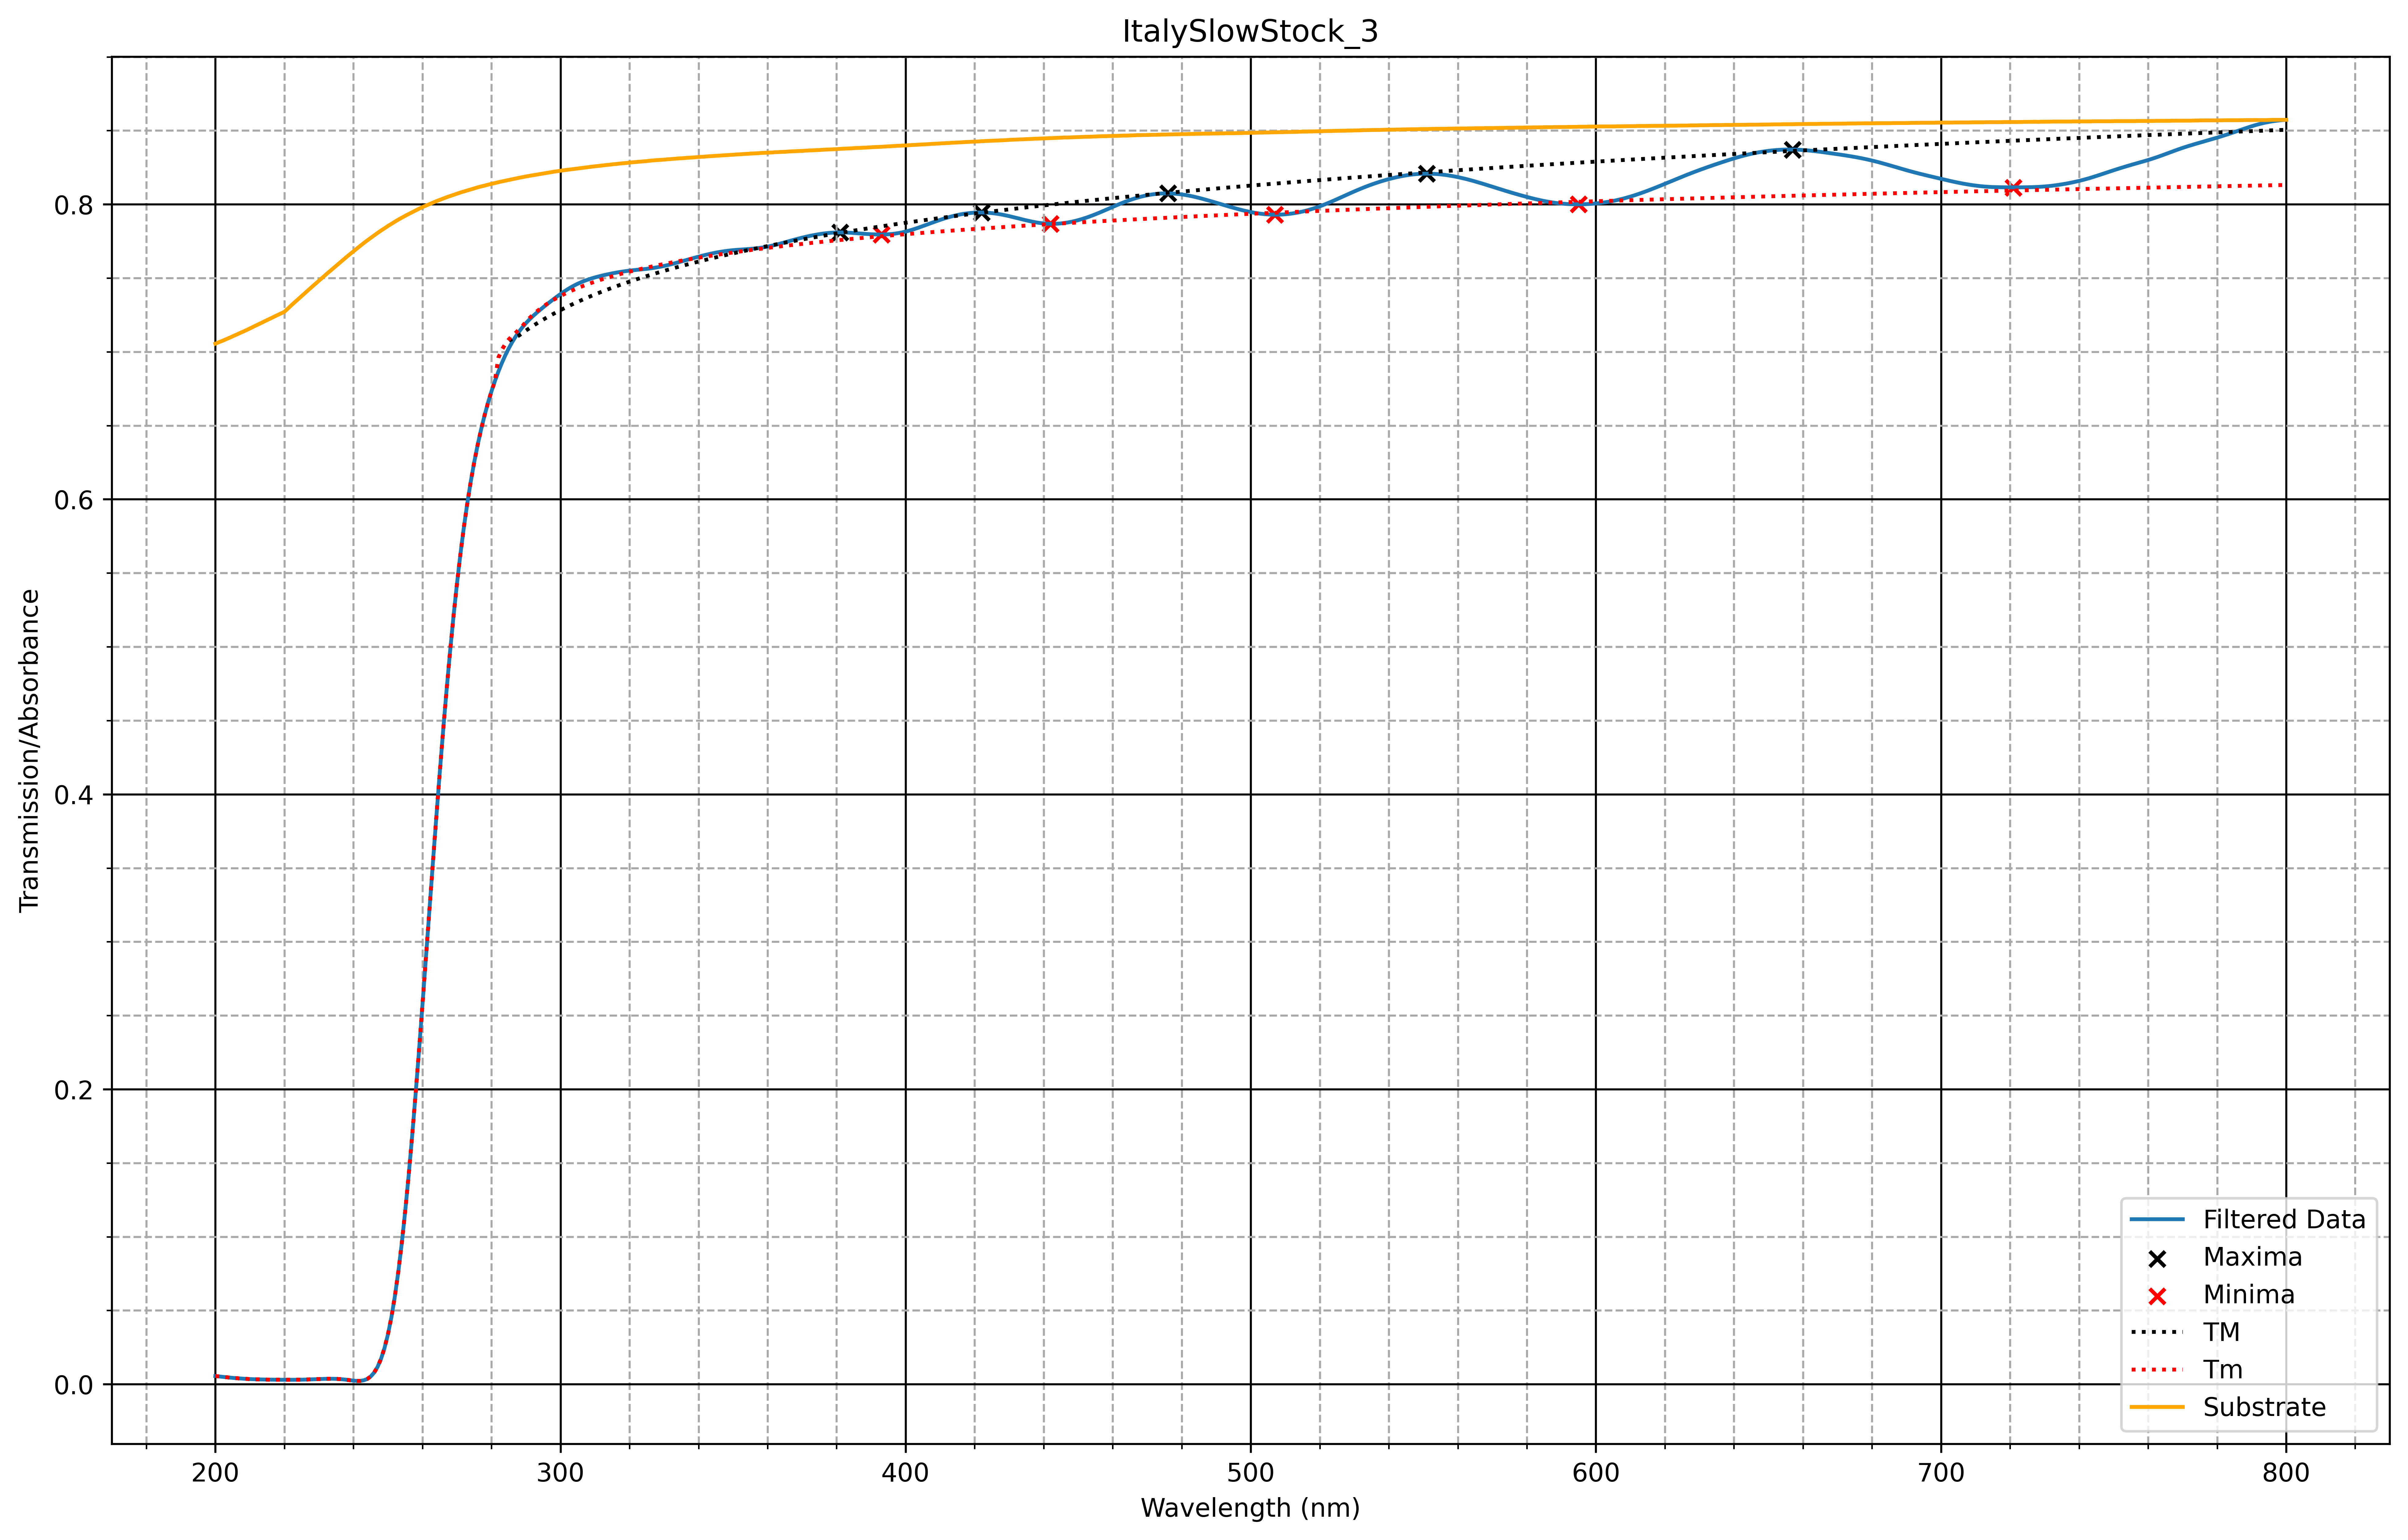 ItalySlowStock_3
Transmission/Absorbance
0.8
0.6
0.4
0.2
0.0
200 300 400 500 600 700 800
Wavelength (nm)
Filtered Data
Maxima
Minima
TM
Tm
Substrate